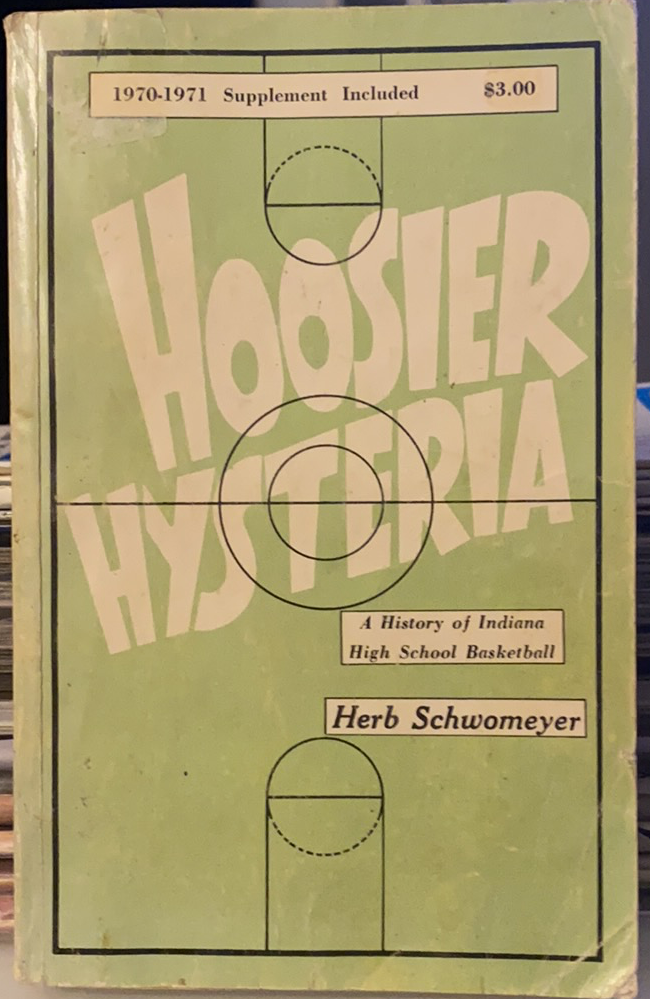 1970-1971 Supplement Included $3.00
HOOSIER
HYSTERIA
A History of Indiana
High School Basketball
Herb Schwomeyer